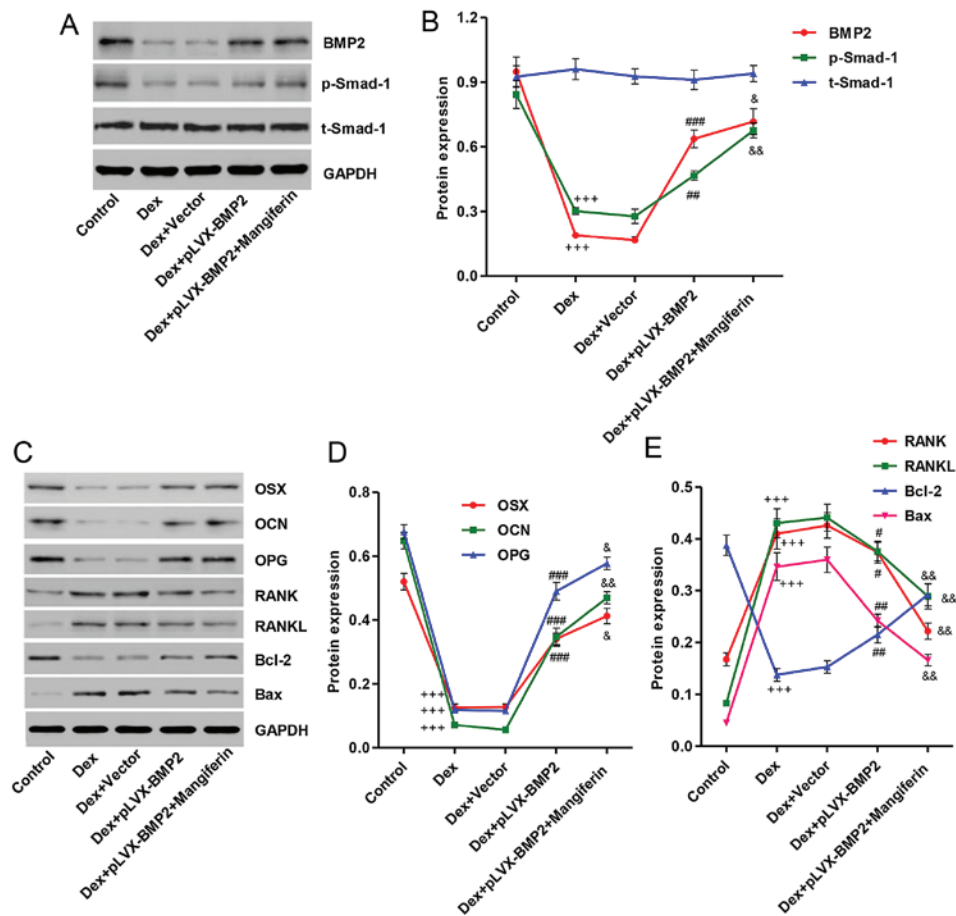 A
BMP2
p-Smad-1
t-Smad-1
GAPDH
Control
Dex
Dex+Vector
Dex+pLVX-BMP2
Dex+pLVX-BMP2+Mangiferin
B
BMP2
p-Smad-1
t-Smad-1
Protein expression
1.2
0.9
0.6
0.3
0.0
+++
+++
###
##
&
&&
Control
Dex
Dex+Vector
Dex+pLVX-BMP2
Dex+pLVX-BMP2+Mangiferin
C
OSX
OCN
OPG
RANK
RANKL
Bcl-2
Bax
GAPDH
Control
Dex
Dex+Vector
Dex+pLVX-BMP2
Dex+pLVX-BMP2+Mangiferin
D
OSX
OCN
OPG
Protein expression
0.8
0.6
0.4
0.2
0.0
+++
+++
+++
###
###
###
&
&&
&
Control
Dex
Dex+Vector
Dex+pLVX-BMP2
Dex+pLVX-BMP2+Mangiferin
E
RANK
RANKL
Bcl-2
Bax
Protein expression
0.5
0.4
0.3
0.2
0.1
0.0
+++
+++
+++
+++
#
#
##
##
&&
&&
&&
&&
Control
Dex
Dex+Vector
Dex+pLVX-BMP2
Dex+pLVX-BMP2+Mangiferin